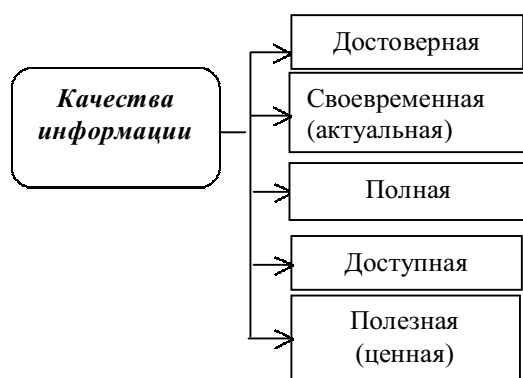 Качества
информации
Достоверная
Своевременная
(актуальная)
Полная
Доступная
Полезная
(ценная)